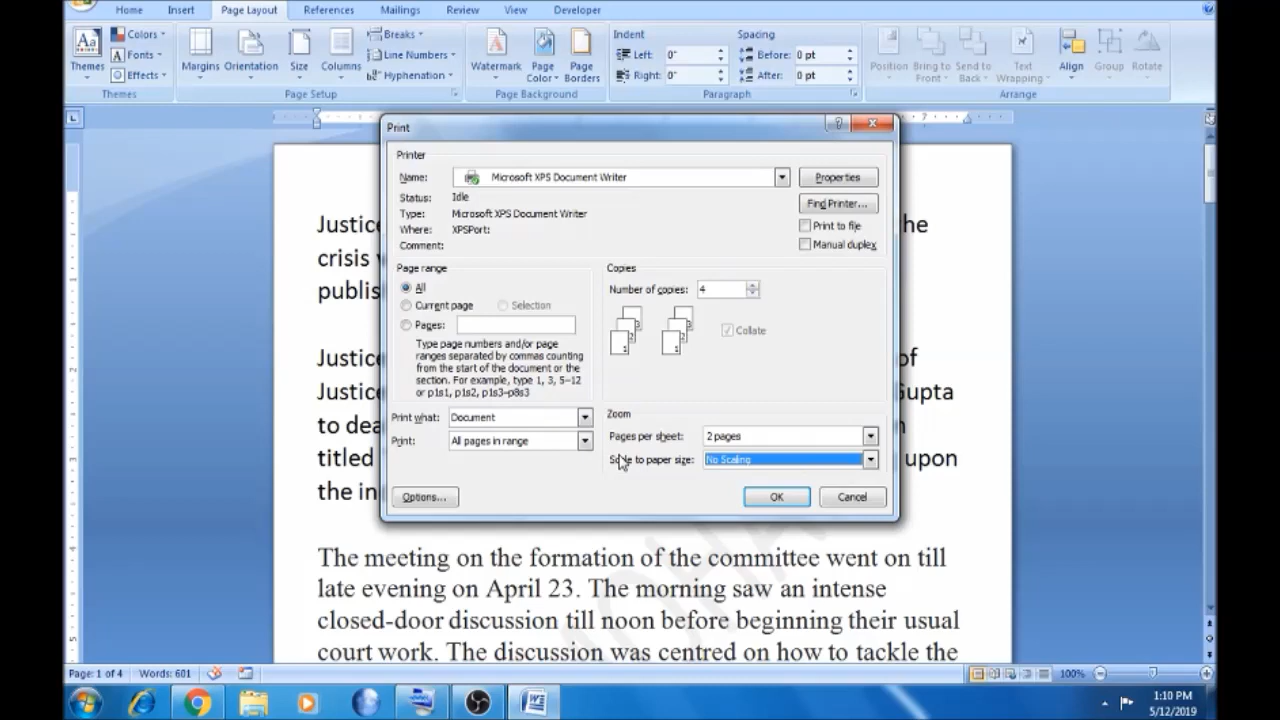 Home Insert Page Layout References Mailings Review View Developer
Colors Breaks Indent Spacing
Fonts Line Numbers Left: 0" Before: 0 pt
Themes Effects Margins Orientation Size Columns Hyphenation Watermark Page Color Page Borders Right: 0" After: 0 pt Position Bring to Front Send to Back Text Wrapping Align Group Rotate
Themes Page Setup Page Background Paragraph Arrange
Print
Printer
Name: Microsoft XPS Document Writer Properties
Status: Idle
Type: Microsoft XPS Document Writer Find Printer...
Where: XPSPort: Print to file
Comment: Manual duplex
Page range
All
Current page Selection
Pages:
Type page numbers and/or page
ranges separated by commas counting
from the start of the document or the
section. For example, type 1, 3, 5–12
or p1s1, p1s2, p1s3–p8s3
Copies
Number of copies: 4
Collate
Print what: Document
Print: All pages in range
Zoom
Pages per sheet: 2 pages
Scale to paper size: No Scaling
Options... OK Cancel
Justice he
crisis
publis
Justice of
Justice Gupta
to dea
titled upon
the in
The meeting on the formation of the committee went on till
late evening on April 23. The morning saw an intense
closed-door discussion till noon before beginning their usual
court work. The discussion was centred on how to tackle the
Page: 1 of 4 Words: 601 100%
1:10 PM
5/12/2019